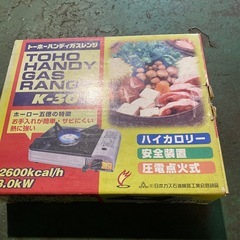 トーホーハンディガスレンジ
TOHO
HANDY
GAS
RANG
K-3
ホーロー五徳の特徴
お手入れが簡単・サビにくい
熱に強い
ハイカロリー
安全装置
圧電点火式
2600kcal/h
3.0kW